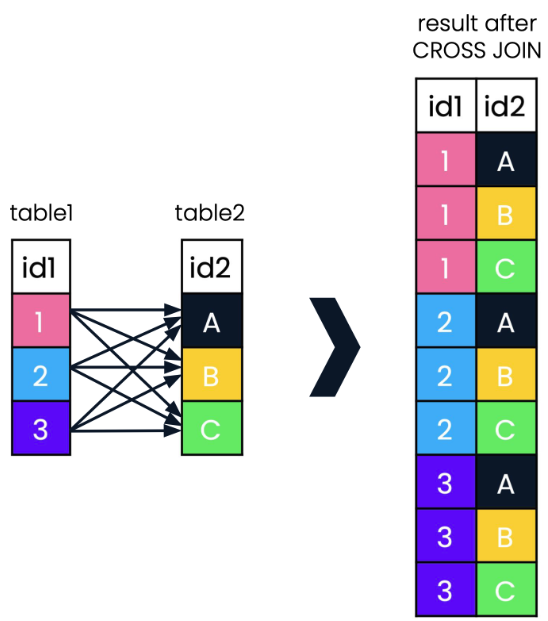 result after
CROSS JOIN
table1
id1
1
2
3
table2
id2
A
B
C
id1 id2
1 A
1 B
1 C
2 A
2 B
2 C
3 A
3 B
3 C